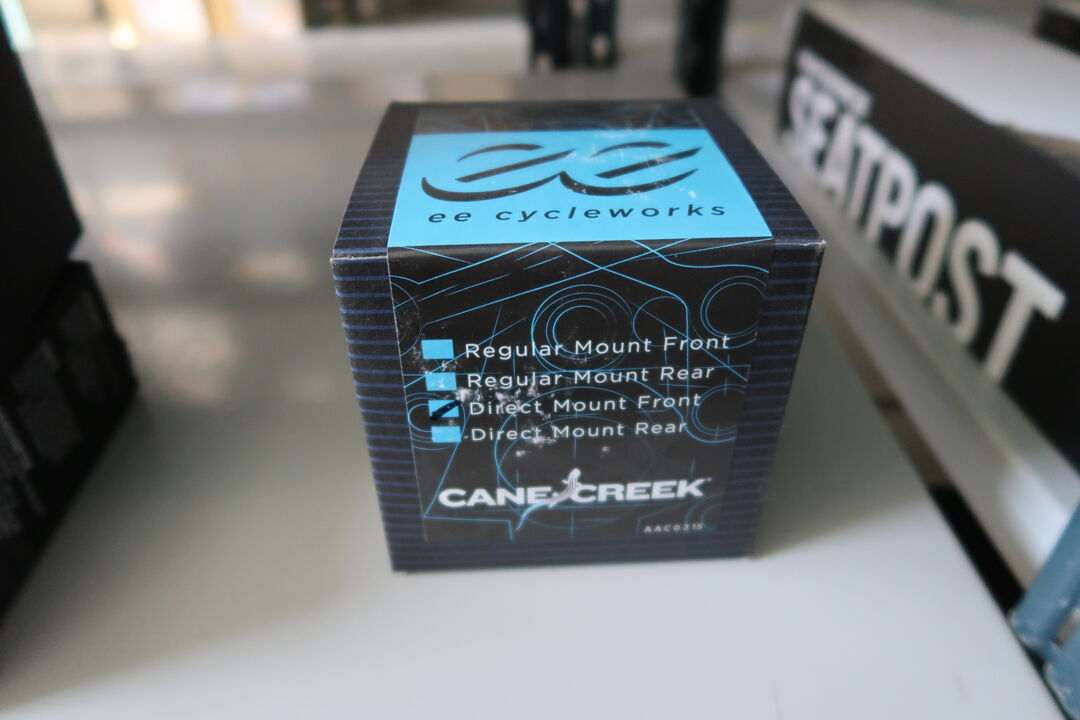 ee cycleworks
Regular Mount Front
Regular Mount Rear
Direct Mount Front
Direct Mount Rear
CANE CREEK
AAC0215
SEATPOST